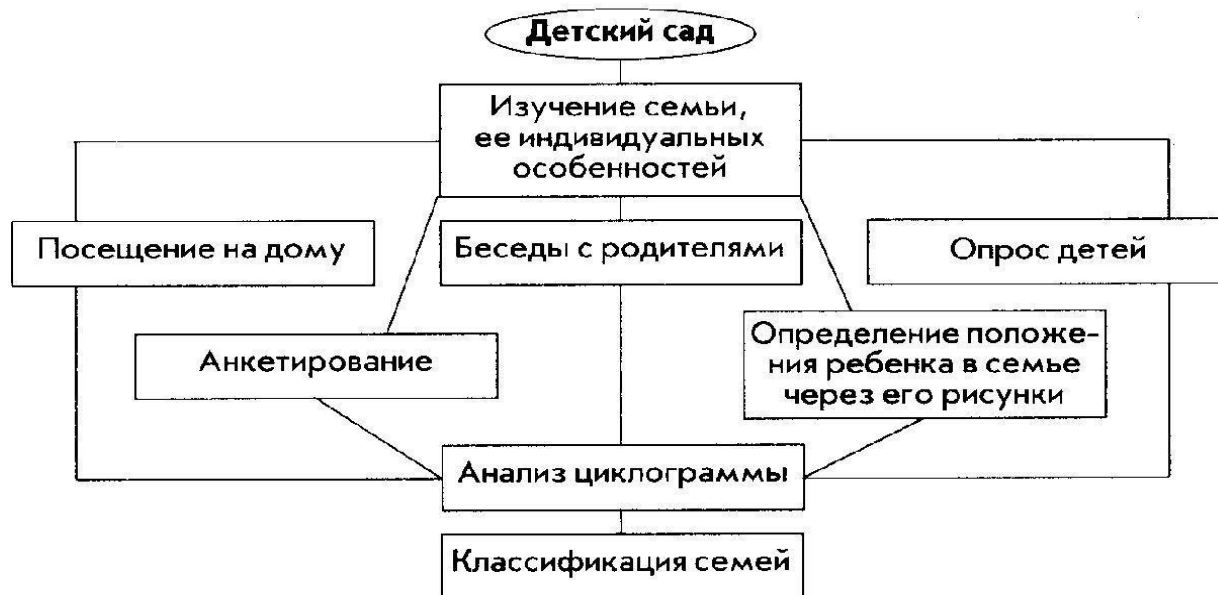 Детский сад
Изучение семьи,
ее индивидуальных
особенностей
Посещение на дому
Беседы с родителями
Опрос детей
Анкетирование
Определение положе-
ния ребенка в семье
через его рисунки
Анализ циклограммы
Классификация семей